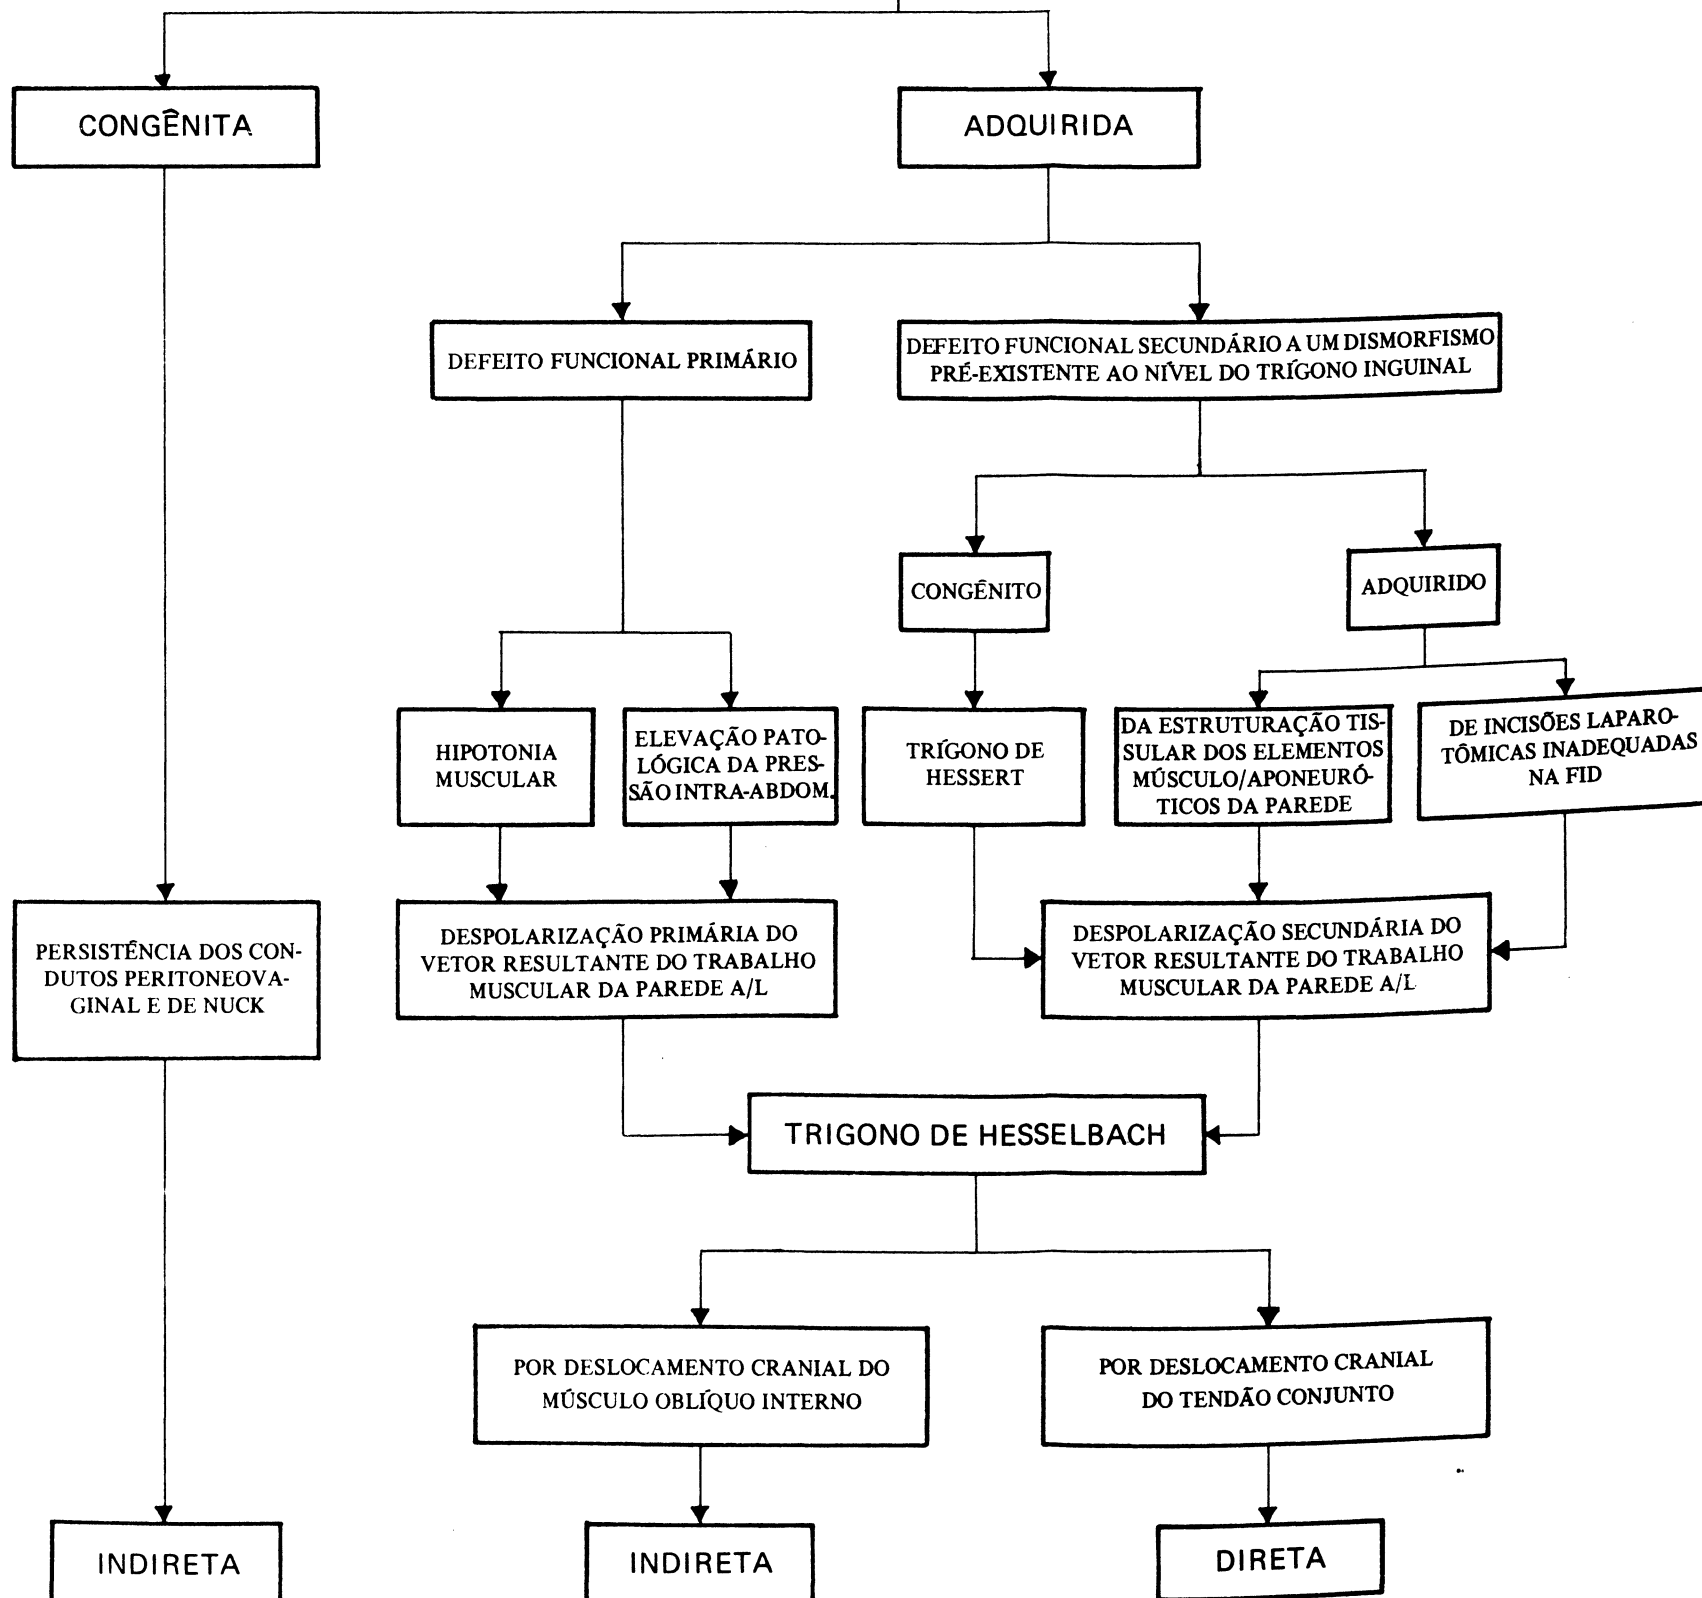 CONGÊNITA
ADQUIRIDA
DEFEITO FUNCIONAL PRIMÁRIO
DEFEITO FUNCIONAL SECUNDÁRIO A UM DISMORFISMO
PRÉ-EXISTENTE AO NÍVEL DO TRÍGONO INGUINAL
CONGÊNITO
ADQUIRIDO
HIPOTONIA
MUSCULAR
ELEVAÇÃO PATO-
LÓGICA DA PRES-
SÃO INTRA-ABDOM.
TRÍGONO DE
HESSERT
DA ESTRUTURAÇÃO TIS-
SULAR DOS ELEMENTOS
MÚSCULO/APONEURÓ-
TICOS DA PAREDE
DE INCISÕES LAPARO-
TÔMICAS INADEQUADAS
NA FID
PERSISTÊNCIA DOS CON-
DUTOS PERITONEOVA-
GINAL E DE NUCK
DESPOLARIZAÇÃO PRIMÁRIA DO
VETOR RESULTANTE DO TRABALHO
MUSCULAR DA PAREDE A/L
DESPOLARIZAÇÃO SECUNDÁRIA DO
VETOR RESULTANTE DO TRABALHO
MUSCULAR DA PAREDE A/L
TRIGONO DE HESSELBACH
POR DESLOCAMENTO CRANIAL DO
MÚSCULO OBLÍQUO INTERNO
POR DESLOCAMENTO CRANIAL
DO TENDÃO CONJUNTO
INDIRETA
INDIRETA
DIRETA